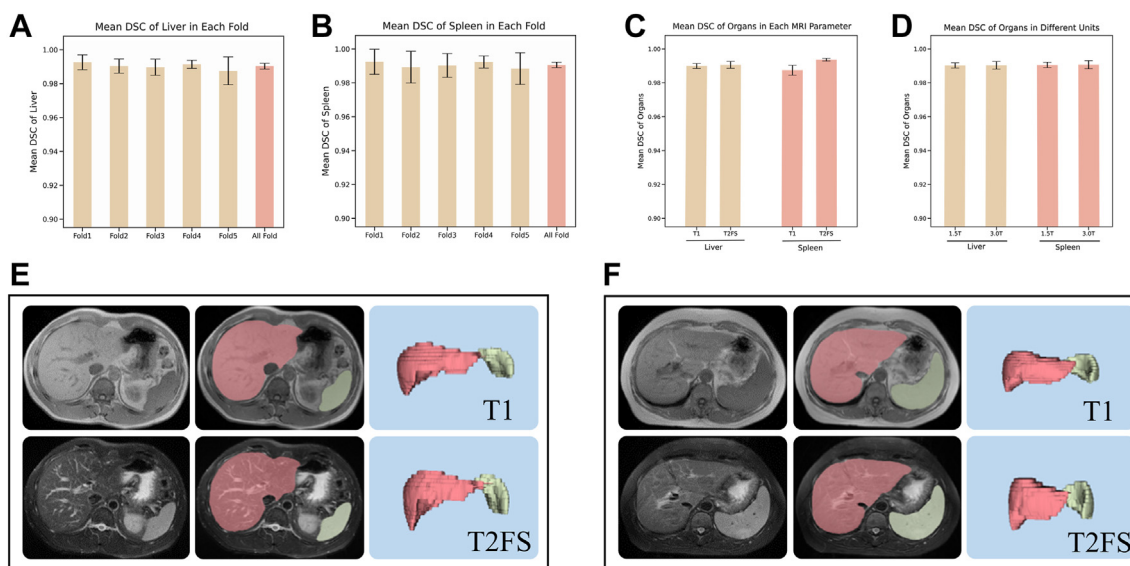 A
Mean DSC of Liver in Each Fold
Mean DSC of Liver
1.00
0.98
0.96
0.94
0.92
0.90
Fold1 Fold2 Fold3 Fold4 Fold5 All Fold
B
Mean DSC of Spleen in Each Fold
Mean DSC of Spleen
1.00
0.98
0.96
0.94
0.92
0.90
Fold1 Fold2 Fold3 Fold4 Fold5 All Fold
C
Mean DSC of Organs in Each MRI Parameter
Mean DSC of Organs
1.00
0.98
0.96
0.94
0.92
0.90
T1 T2FS T1 T2FS
Liver Spleen
D
Mean DSC of Organs in Different Units
Mean DSC of Organs
1.00
0.98
0.96
0.94
0.92
0.90
1.5T 3.0T 1.5T 3.0T
Liver Spleen
E
T1
T2FS
F
T1
T2FS